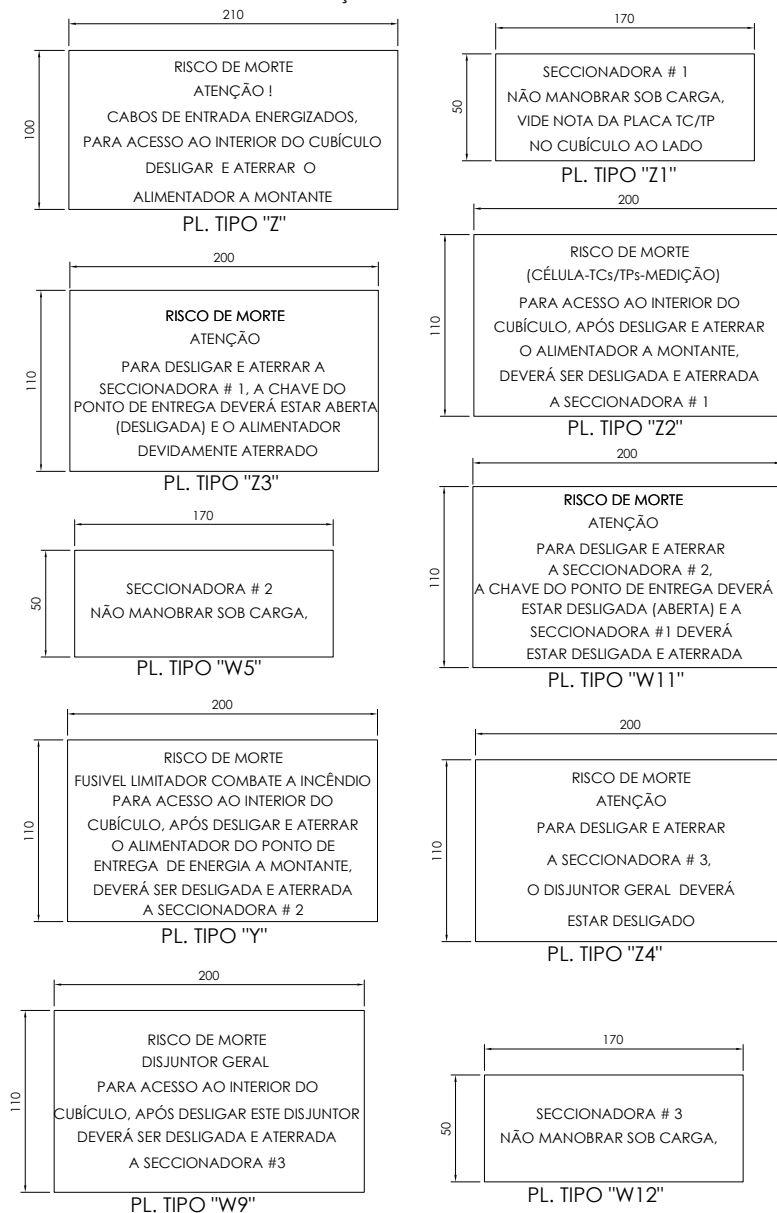 210
100
RISCO DE MORTE
ATENÇÃO !
CABOS DE ENTRADA ENERGIZADOS,
PARA ACESSO AO INTERIOR DO CUBÍCULO
DESLIGAR E ATERRAR O
ALIMENTADOR A MONTANTE
PL. TIPO "Z"
170
50
SECCIONADORA # 1
NÃO MANOBRAR SOB CARGA,
VIDE NOTA DA PLACA TC/TP
NO CUBÍCULO AO LADO
PL. TIPO "Z1"
200
110
RISCO DE MORTE
ATENÇÃO
PARA DESLIGAR E ATERRAR A
SECCIONADORA # 1, A CHAVE DO
PONTO DE ENTREGA DEVERÁ ESTAR ABERTA
(DESLIGADA) E O ALIMENTADOR
DEVIDAMENTE ATERRADO
PL. TIPO "Z3"
200
110
RISCO DE MORTE
(CÉLULA-TCs/TPs-MEDIÇÃO)
PARA ACESSO AO INTERIOR DO
CUBÍCULO, APÓS DESLIGAR E ATERRAR
O ALIMENTADOR A MONTANTE,
DEVERÁ SER DESLIGADA E ATERRADA
A SECCIONADORA # 1
PL. TIPO "Z2"
170
50
SECCIONADORA # 2
NÃO MANOBRAR SOB CARGA,
PL. TIPO "W5"
200
110
RISCO DE MORTE
ATENÇÃO
PARA DESLIGAR E ATERRAR
A SECCIONADORA # 2,
A CHAVE DO PONTO DE ENTREGA DEVERÁ
ESTAR DESLIGADA (ABERTA) E A
SECCIONADORA #1 DEVERÁ
ESTAR DESLIGADA E ATERRADA
PL. TIPO "W11"
200
110
RISCO DE MORTE
FUSIVEL LIMITADOR COMBATE A INCÊNDIO
PARA ACESSO AO INTERIOR DO
CUBÍCULO, APÓS DESLIGAR E ATERRAR
O ALIMENTADOR DO PONTO DE
ENTREGA DE ENERGIA A MONTANTE,
DEVERÁ SER DESLIGADA E ATERRADA
A SECCIONADORA # 2
PL. TIPO "Y"
200
110
RISCO DE MORTE
ATENÇÃO
PARA DESLIGAR E ATERRAR
A SECCIONADORA # 3,
O DISJUNTOR GERAL DEVERÁ
ESTAR DESLIGADO
PL. TIPO "Z4"
200
110
RISCO DE MORTE
DISJUNTOR GERAL
PARA ACESSO AO INTERIOR DO
CUBÍCULO, APÓS DESLIGAR ESTE DISJUNTOR
DEVERÁ SER DESLIGADA E ATERRADA
A SECCIONADORA #3
PL. TIPO "W9"
170
50
SECCIONADORA # 3
NÃO MANOBRAR SOB CARGA,
PL. TIPO "W12"